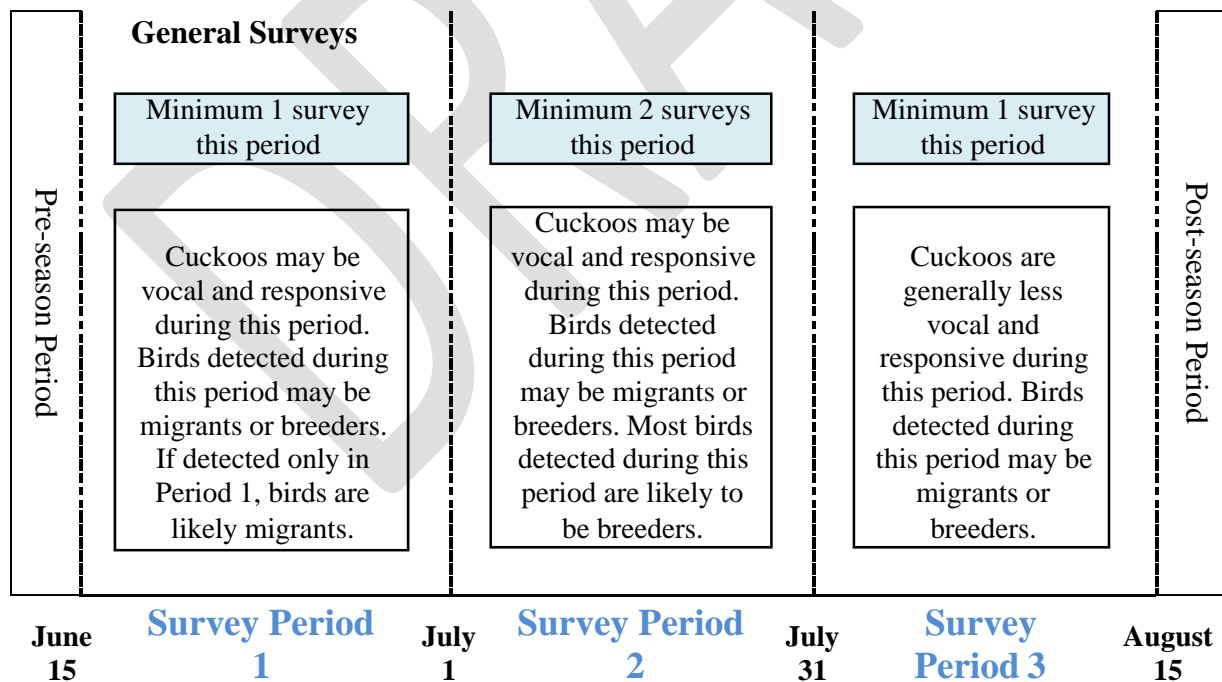 General Surveys
Pre-season Period
Minimum 1 survey
this period
Cuckoos may be
vocal and responsive
during this period.
Birds detected during
this period may be
migrants or breeders.
If detected only in
Period 1, birds are
likely migrants.
Minimum 2 surveys
this period
Cuckoos may be
vocal and responsive
during this period.
Birds detected
during this period
may be migrants or
breeders. Most birds
detected during this
period are likely to
be breeders.
Minimum 1 survey
this period
Cuckoos are
generally less
vocal and
responsive during
this period. Birds
detected during
this period may be
migrants or
breeders.
Post-season Period
June
15
Survey Period
1
July
1
Survey Period
2
July
31
Survey
Period 3
August
15